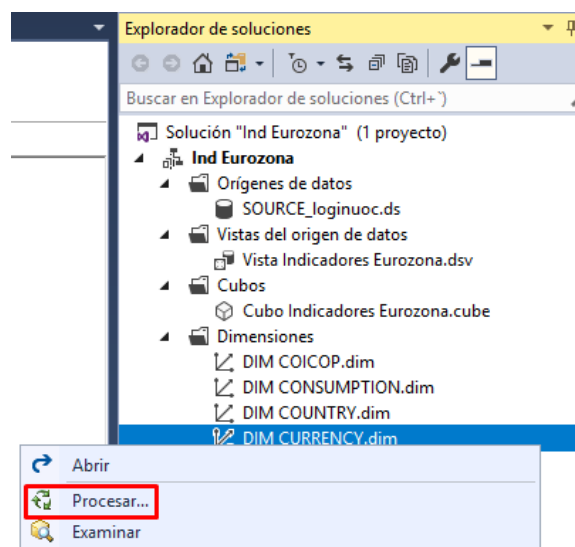 Explorador de soluciones
Buscar en Explorador de soluciones (Ctrl+`)
Solución "Ind Eurozona" (1 proyecto)
Ind Eurozona
Orígenes de datos
SOURCE_loginuoc.ds
Vistas del origen de datos
Vista Indicadores Eurozona.dsv
Cubos
Cubo Indicadores Eurozona.cube
Dimensiones
DIM COICOP.dim
DIM CONSUMPTION.dim
DIM COUNTRY.dim
DIM CURRENCY.dim
Abrir
Procesar...
Examinar